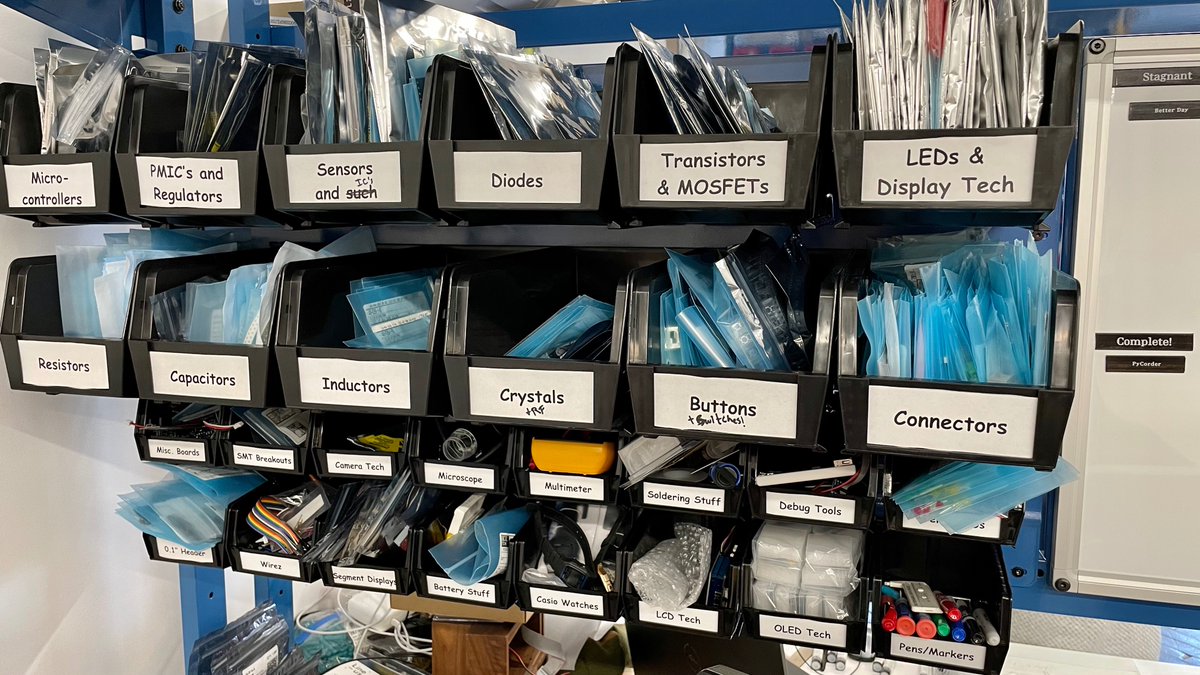 Stagnant
Better Day
Micro-
controllers
PMIC's and
Regulators
Sensors
IC's
and such
Diodes
Transistors
& MOSFETs
LEDs &
Display Tech
Complete!
PyCorder
Resistors
Capacitors
Inductors
Crystals
Buttons
+ Switches!
Connectors
Misc. Boards
SMT Breakouts
Camera Tech
Microscope
Multimeter
Soldering Stuff
Debug Tools
0.1" Header
Wirez
Segment Displays
Battery Stuff
Casio Watches
LCD Tech
OLED Tech
Pens/Markers